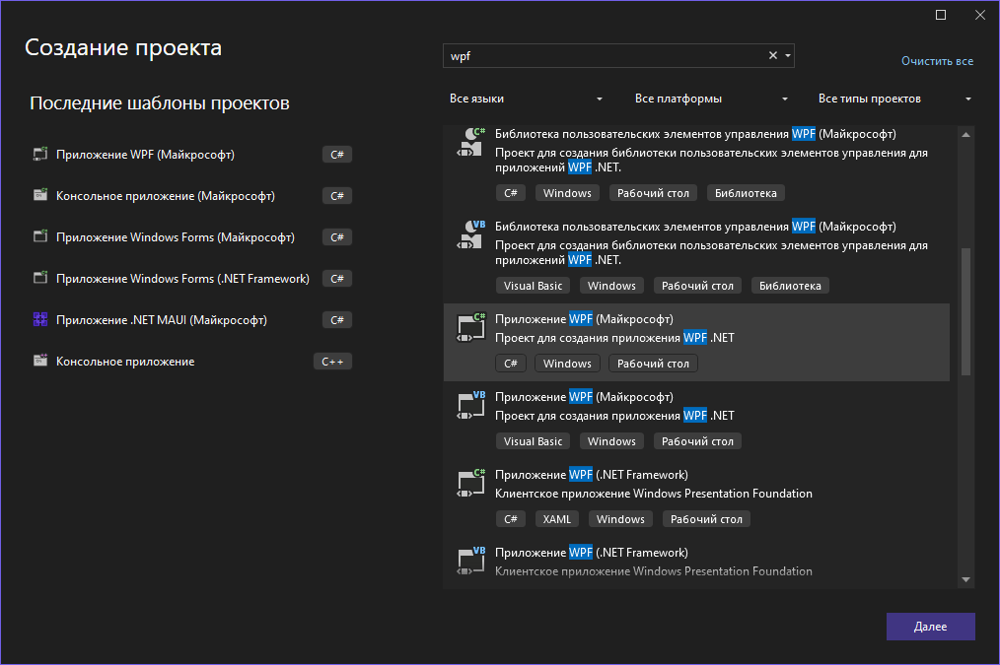 Создание проекта
wpf
Очистить все
Последние шаблоны проектов
Все языки
Все платформы
Все типы проектов
Приложение WPF (Майкрософт)
C#
Консольное приложение (Майкрософт)
C#
Приложение Windows Forms (Майкрософт)
C#
Приложение Windows Forms (.NET Framework)
C#
Приложение .NET MAUI (Майкрософт)
C#
Консольное приложение
C++
C#
Библиотека пользовательских элементов управления WPF (Майкрософт)
Проект для создания библиотеки пользовательских элементов управления для
приложений WPF .NET.
C# Windows Рабочий стол Библиотека
VB
Библиотека пользовательских элементов управления WPF (Майкрософт)
Проект для создания библиотеки пользовательских элементов управления для
приложений WPF .NET.
Visual Basic Windows Рабочий стол Библиотека
C#
Приложение WPF (Майкрософт)
Проект для создания приложения WPF .NET
C# Windows Рабочий стол
VB
Приложение WPF (Майкрософт)
Проект для создания приложения WPF .NET
Visual Basic Windows Рабочий стол
C#
Приложение WPF (.NET Framework)
Клиентское приложение Windows Presentation Foundation
C# XAML Windows Рабочий стол
VB
Приложение WPF (.NET Framework)
Клиентское приложение Windows Presentation Foundation
Далее